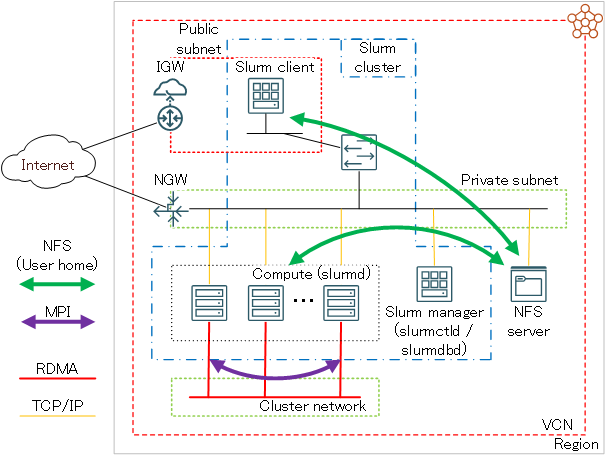 Public
subnet
IGW
Slurm client
Slurm
cluster
Internet
NGW
Private subnet
NFS
(User home)
MPI
RDMA
TCP/IP
Compute (slurmd)
...
Slurm manager
(slurmctld /
slurmdbd)
NFS
server
Cluster network
VCN
Region